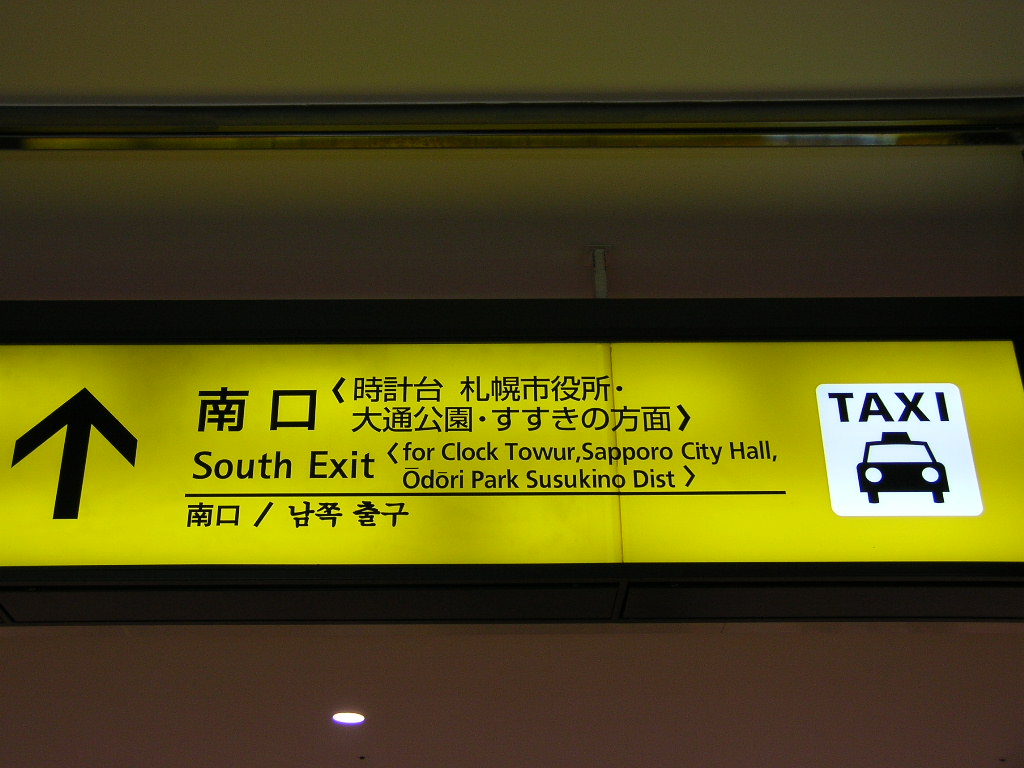 南口〈時計台 札幌市役所・
大通公園・すすきの方面〉
South Exit〈for Clock Towur,Sapporo City Hall,
Ōdōri Park Susukino Dist〉
南口 / 남쪽 출구
TAXI